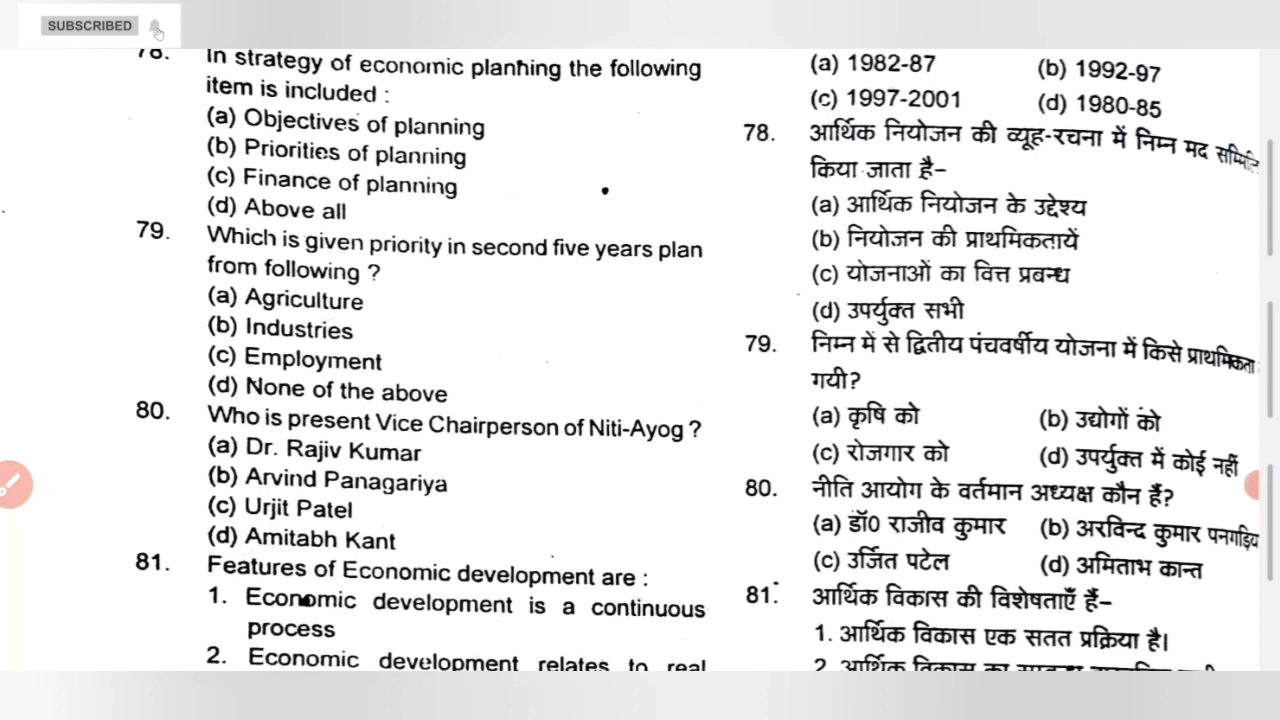 SUBSCRIBED
78. In strategy of economic planning the following
item is included :
(a) Objectives of planning
(b) Priorities of planning
(c) Finance of planning
(d) Above all
79. Which is given priority in second five years plan
from following ?
(a) Agriculture
(b) Industries
(c) Employment
(d) None of the above
80. Who is present Vice Chairperson of Niti-Ayog ?
(a) Dr. Rajiv Kumar
(b) Arvind Panagariya
(c) Urjit Patel
(d) Amitabh Kant
81. Features of Economic development are :
1. Economic development is a continuous
process
2. Economic development relates to real
(a) 1982-87 (b) 1992-97
(c) 1997-2001 (d) 1980-85
78. आर्थिक नियोजन की व्यूह-रचना में निम्न मद
किया जाता है–
(a) आर्थिक नियोजन के उद्देश्य
(b) नियोजन की प्राथमिकतायें
(c) योजनाओं का वित्त प्रबन्ध
(d) उपर्युक्त सभी
79. निम्न में से द्वितीय पंचवर्षीय योजना में किसे प्राथमिकता
गयी?
(a) कृषि को (b) उद्योगों को
(c) रोजगार को (d) उपर्युक्त में कोई नहीं
80. नीति आयोग के वर्तमान अध्यक्ष कौन हैं?
(a) डॉ0 राजीव कुमार (b) अरविन्द कुमार पनगड़िय
(c) उर्जित पटेल (d) अमिताभ कान्त
81. आर्थिक विकास की विशेषताएँ हैं–
1. आर्थिक विकास एक सतत प्रक्रिया है।
2. आर्थिक विकास का